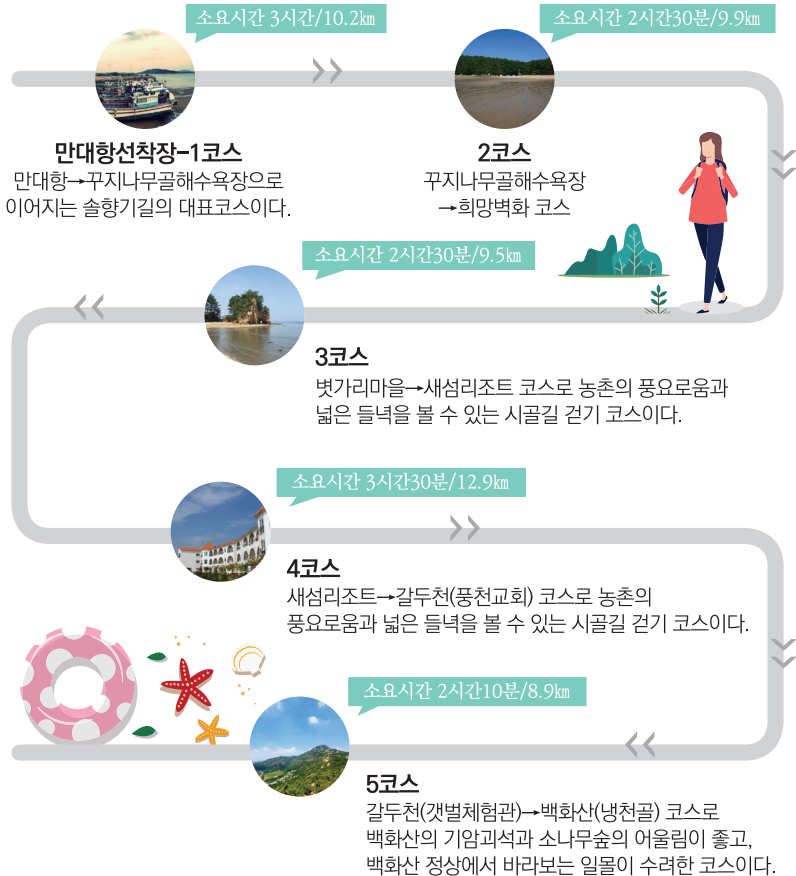 소요시간 3시간/10.2㎞
만대항선착장-1코스
만대항→꾸지나무골해수욕장으로
이어지는 솔향기길의 대표코스이다.
소요시간 2시간30분/9.9㎞
2코스
꾸지나무골해수욕장
→희망벽화 코스
소요시간 2시간30분/9.5㎞
3코스
볏가리마을→새섬리조트 코스로 농촌의 풍요로움과
넓은 들녘을 볼 수 있는 시골길 걷기 코스이다.
소요시간 3시간30분/12.9㎞
4코스
새섬리조트→갈두천(풍천교회) 코스로 농촌의
풍요로움과 넓은 들녘을 볼 수 있는 시골길 걷기 코스이다.
소요시간 2시간10분/8.9㎞
5코스
갈두천(갯벌체험관)→백화산(냉천골) 코스로
백화산의 기암괴석과 소나무숲의 어울림이 좋고,
백화산 정상에서 바라보는 일몰이 수려한 코스이다.